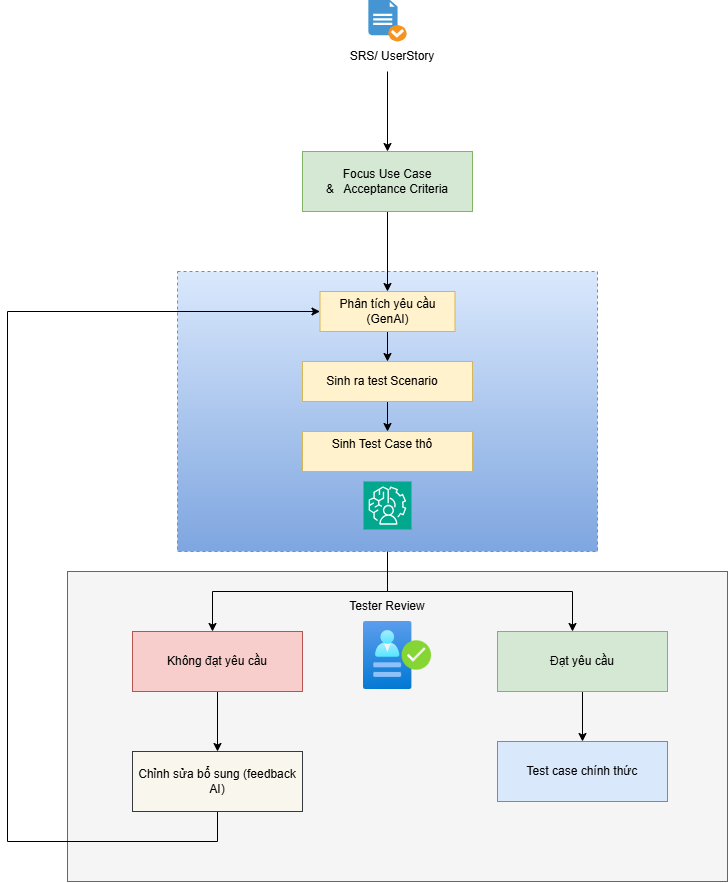 SRS/ UserStory
Focus Use Case
& Acceptance Criteria
Phân tích yêu cầu
(GenAI)
Sinh ra test Scenario
Sinh Test Case thô
Tester Review
Không đạt yêu cầu
Đạt yêu cầu
Chỉnh sửa bổ sung (feedback
AI)
Test case chính thức